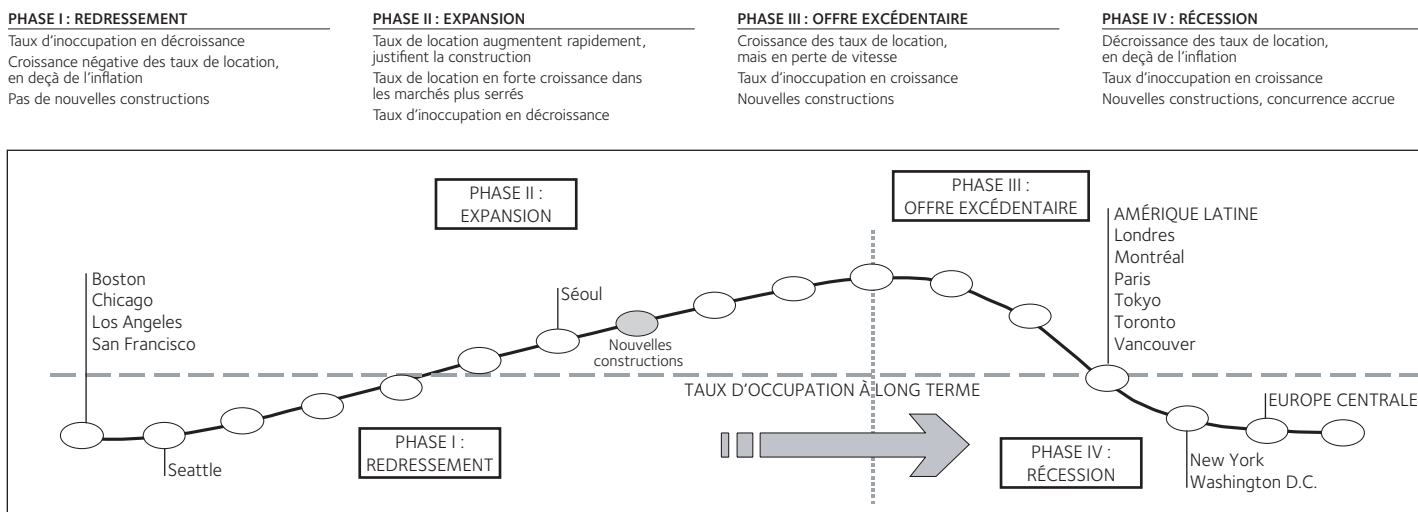 PHASE I : REDRESSEMENT
Taux d’inoccupation en décroissance
Croissance négative des taux de location,
en deçà de l’inflation
Pas de nouvelles constructions
PHASE II : EXPANSION
Taux de location augmentent rapidement,
justifient la construction
Taux de location en forte croissance dans
les marchés plus serrés
Taux d’inoccupation en décroissance
PHASE III : OFFRE EXCÉDENTAIRE
Croissance des taux de location,
mais en perte de vitesse
Taux d’inoccupation en croissance
Nouvelles constructions
PHASE IV : RÉCESSION
Décroissance des taux de location,
en deçà de l’inflation
Taux d’inoccupation en croissance
Nouvelles constructions, concurrence accrue
PHASE II :
EXPANSION
PHASE III :
OFFRE EXCÉDENTAIRE
Boston
Chicago
Los Angeles
San Francisco
Séoul
Nouvelles
constructions
AMÉRIQUE LATINE
Londres
Montréal
Paris
Tokyo
Toronto
Vancouver
TAUX D’OCCUPATION À LONG TERME
EUROPE CENTRALE
Seattle
PHASE I :
REDRESSEMENT
PHASE IV :
RÉCESSION
New York
Washington D.C.